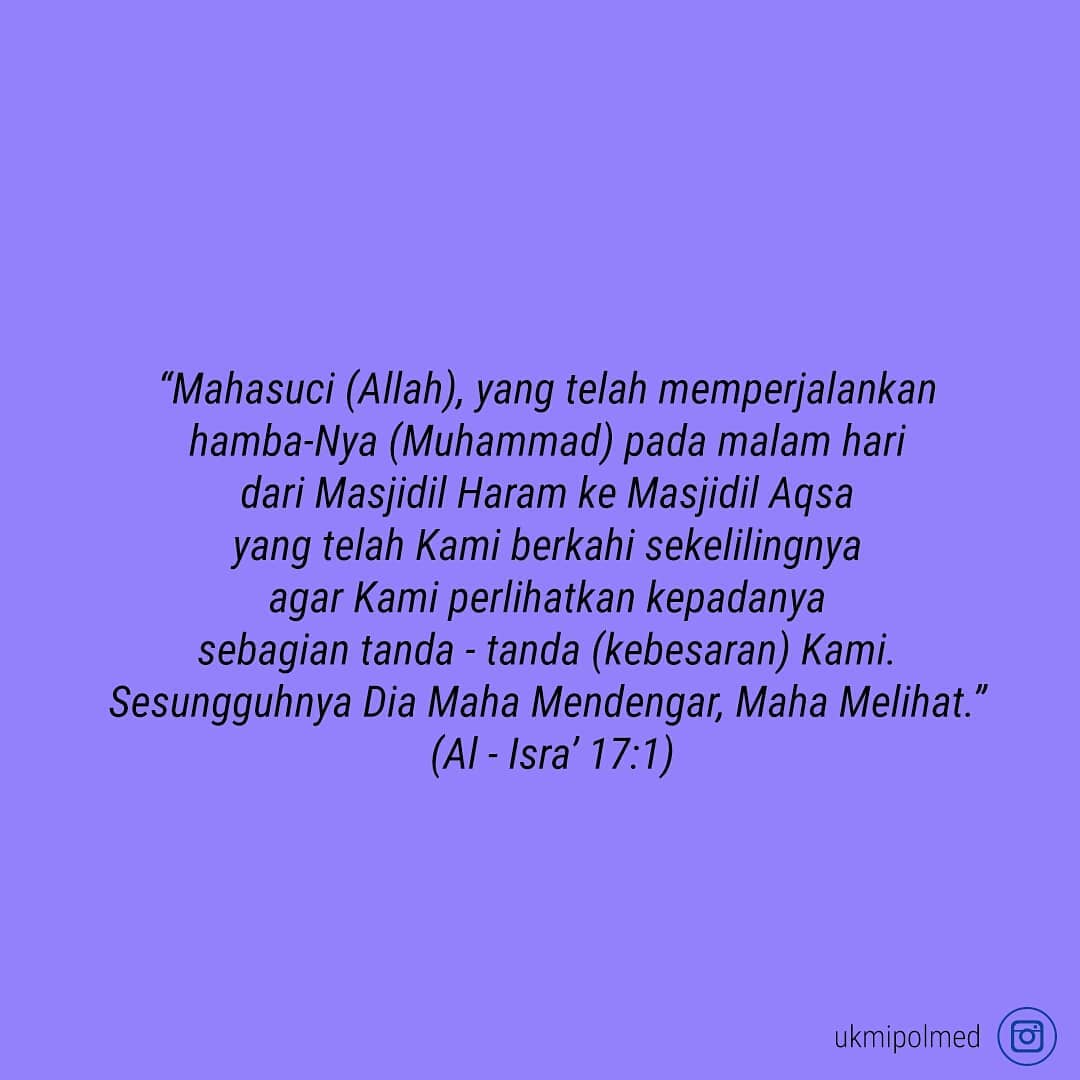 “Mahasuci (Allah), yang telah memperjalankan
hamba-Nya (Muhammad) pada malam hari
dari Masjidil Haram ke Masjidil Aqsa
yang telah Kami berkahi sekelilingnya
agar Kami perlihatkan kepadanya
sebagian tanda - tanda (kebesaran) Kami.
Sesungguhnya Dia Maha Mendengar, Maha Melihat.”
(Al - Isra’ 17:1)
ukmipolmed